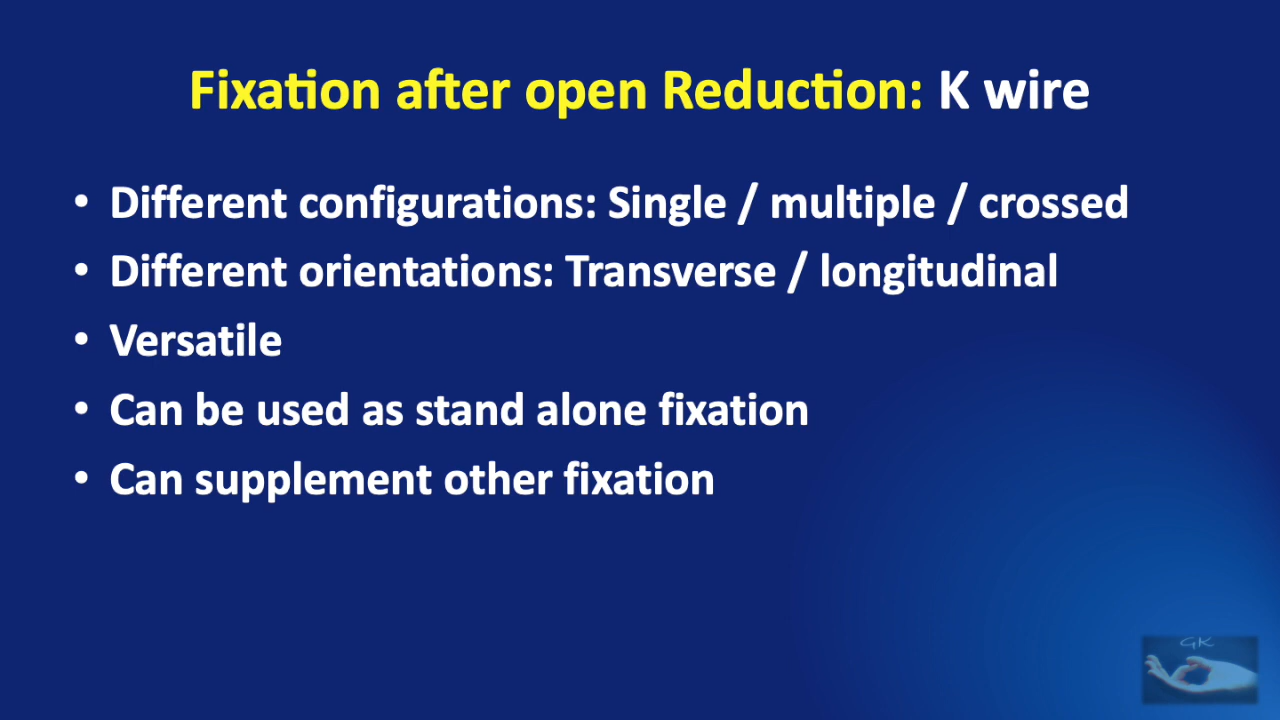 Fixation after open Reduction: K wire
• Different configurations: Single / multiple / crossed
• Different orientations: Transverse / longitudinal
• Versatile
• Can be used as stand alone fixation
• Can supplement other fixation
GK